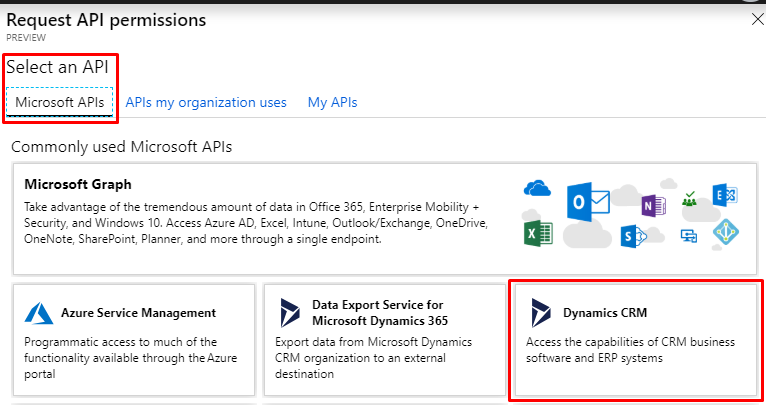 Request API permissions
PREVIEW
Select an API
Microsoft APIs APIs my organization uses My APIs
Commonly used Microsoft APIs
Microsoft Graph
Take advantage of the tremendous amount of data in Office 365, Enterprise Mobility +
Security, and Windows 10. Access Azure AD, Excel, Intune, Outlook/Exchange, OneDrive,
OneNote, SharePoint, Planner, and more through a single endpoint.
Azure Service Management
Programmatic access to much of the
functionality available through the Azure
portal
Data Export Service for
Microsoft Dynamics 365
Export data from Microsoft Dynamics
CRM organization to an external
destination
Dynamics CRM
Access the capabilities of CRM business
software and ERP systems